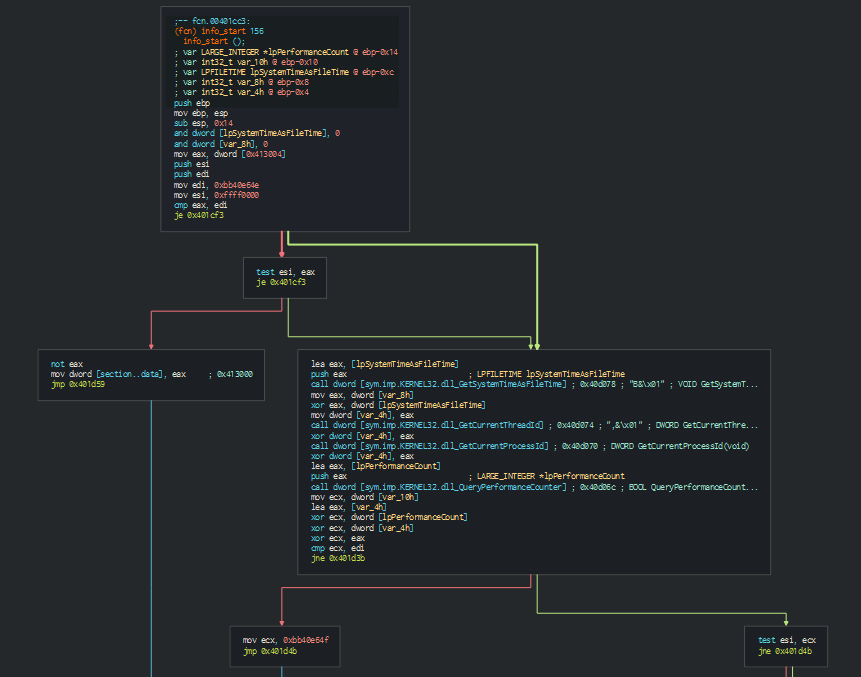 ;-- fcn.00401cc3:
(fcn) info_start 156
info_start ();
; var LARGE_INTEGER *lpPerformanceCount @ ebp-0x14
; var int32_t var_10h @ ebp-0x10
; var LPFILETIME lpSystemTimeAsFileTime @ ebp-0xc
; var int32_t var_8h @ ebp-0x8
; var int32_t var_4h @ ebp-0x4
push ebp
mov ebp, esp
sub esp, 0x14
and dword [lpSystemTimeAsFileTime], 0
and dword [var_8h], 0
mov eax, dword [0x413004]
push esi
push edi
mov edi, 0xbb40e64e
mov esi, 0xffff0000
cmp eax, edi
je 0x401cf3
test esi, eax
je 0x401cf3
not eax
mov dword [section..data], eax ; 0x413000
jmp 0x401d59
lea eax, [lpSystemTimeAsFileTime]
push eax ; LPFILETIME lpSystemTimeAsFileTime
call dword [sym.imp.KERNEL32.dll_GetSystemTimeAsFileTime] ; 0x40d078 ; "B&\x01" ; VOID GetSystemT...
mov eax, dword [var_8h]
xor eax, dword [lpSystemTimeAsFileTime]
mov dword [var_4h], eax
call dword [sym.imp.KERNEL32.dll_GetCurrentThreadId] ; 0x40d074 ; ",&\x01" ; DWORD GetCurrentThre...
xor dword [var_4h], eax
call dword [sym.imp.KERNEL32.dll_GetCurrentProcessId] ; 0x40d070 ; DWORD GetCurrentProcessId(void)
xor dword [var_4h], eax
lea eax, [lpPerformanceCount]
push eax ; LARGE_INTEGER *lpPerformanceCount
call dword [sym.imp.KERNEL32.dll_QueryPerformanceCounter] ; 0x40d06c ; BOOL QueryPerformanceCount...
mov ecx, dword [var_10h]
lea eax, [var_4h]
xor ecx, dword [lpPerformanceCount]
xor ecx, dword [var_4h]
xor ecx, eax
cmp ecx, edi
jne 0x401d3b
mov ecx, 0xbb40e64f
jmp 0x401d4b
test esi, ecx
jne 0x401d4b